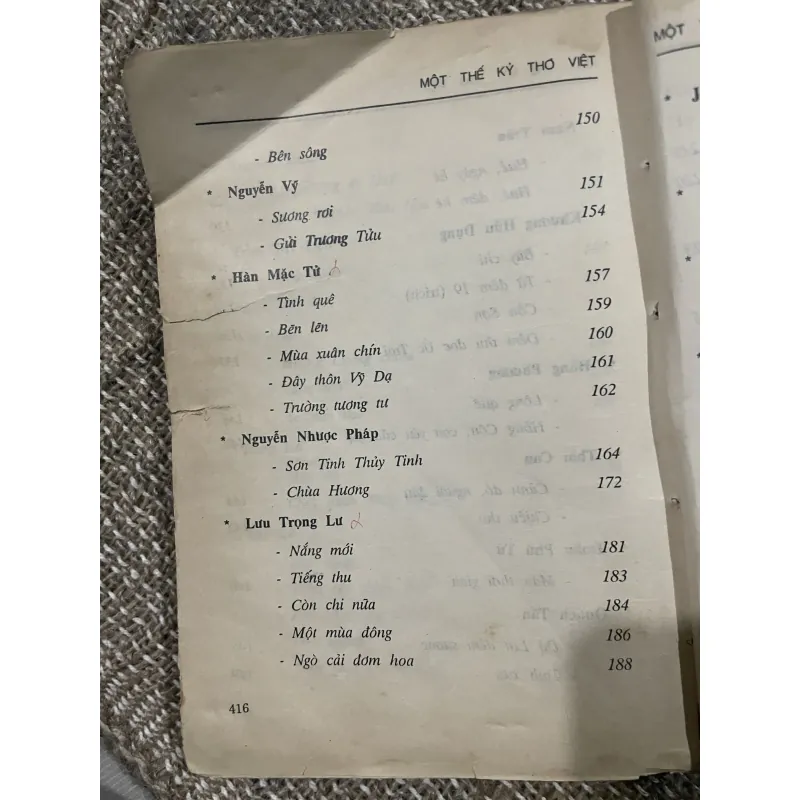 MỘT THẾ KỶ THƠ VIỆT
- Bên sông 150
* Nguyễn Vỹ
- Sương rơi 151
- Gửi Trương Tửu 154
* Hàn Mặc Tử
- Tình quê 157
- Bẽn lẽn 159
- Mùa xuân chín 160
- Đây thôn Vỹ Dạ 161
- Trường tương tư 162
* Nguyễn Nhược Pháp
- Sơn Tinh Thủy Tinh 164
- Chùa Hương 172
* Lưu Trọng Lư
- Nắng mới 181
- Tiếng thu 183
- Còn chi nữa 184
- Một mùa đông 186
- Ngò cải đơm hoa 188
416
MỘT
* J